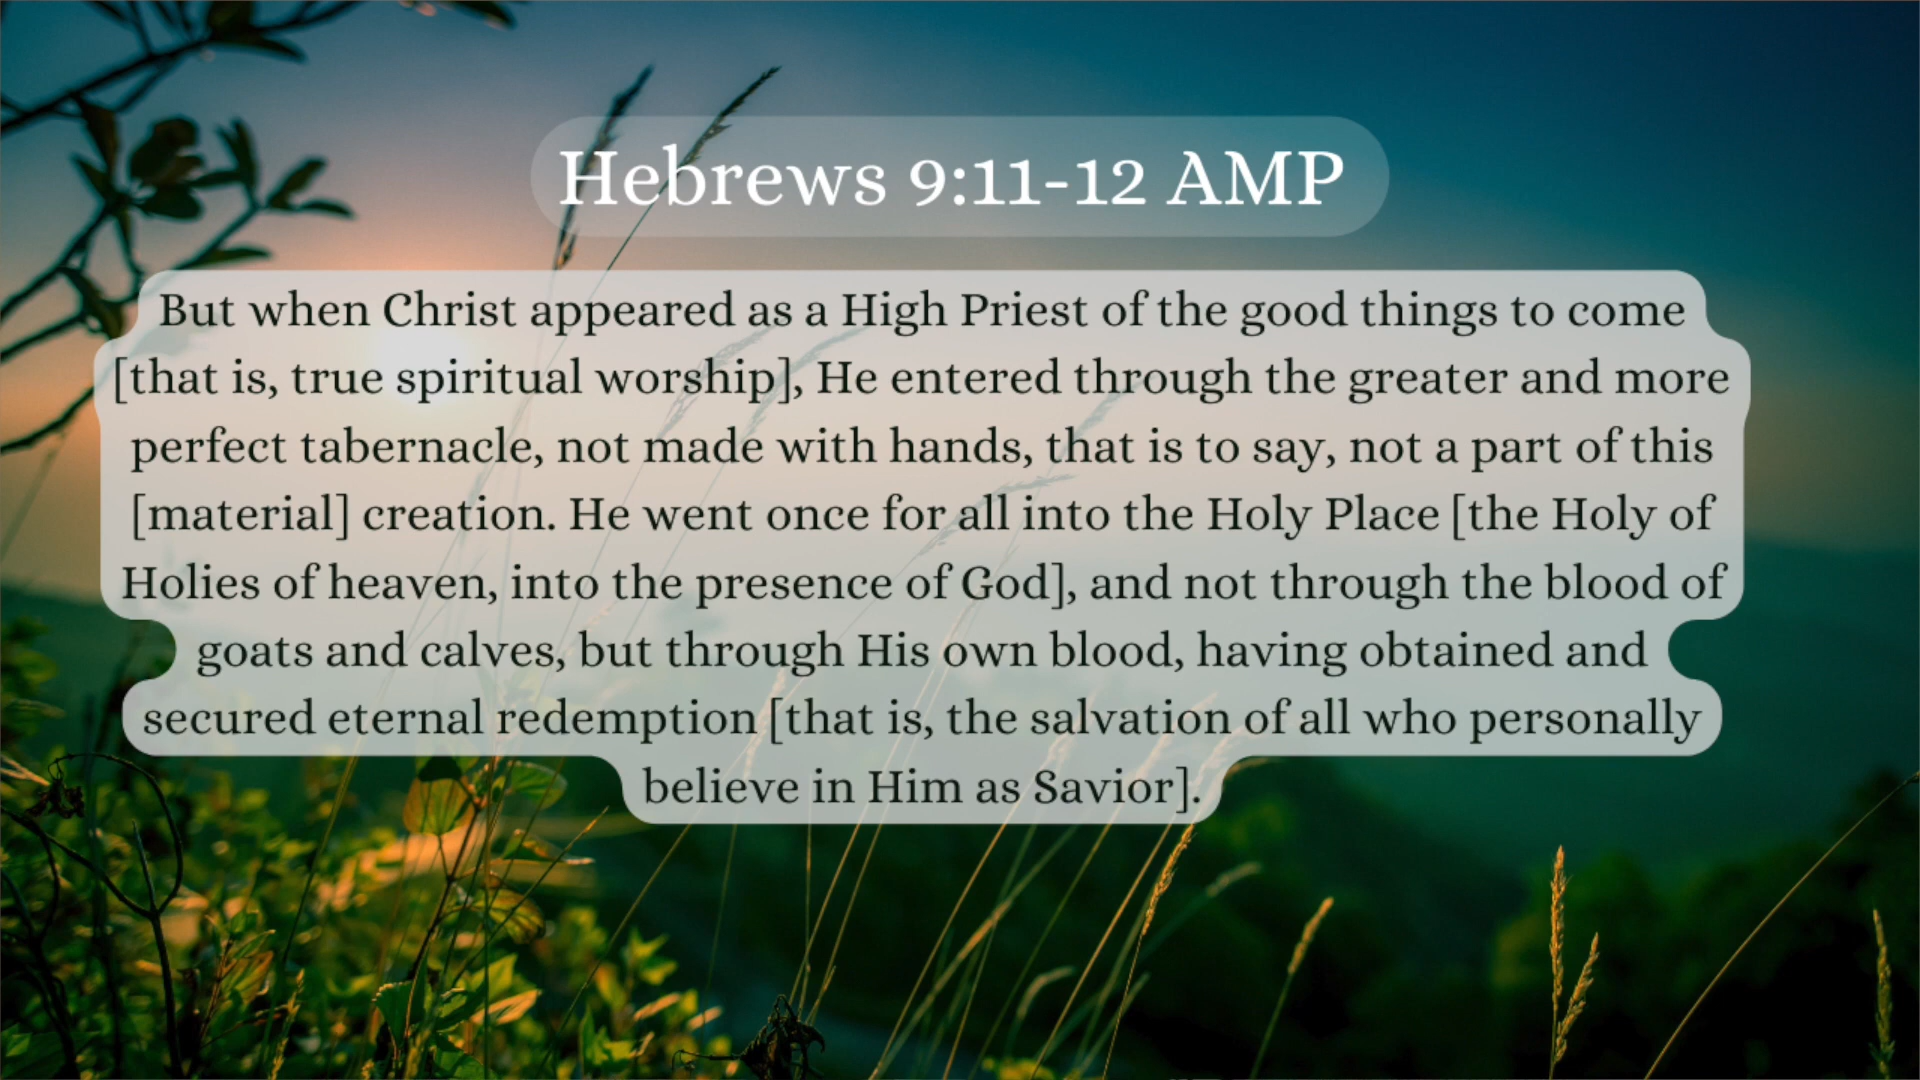 Hebrews 9:11-12 AMP
But when Christ appeared as a High Priest of the good things to come
[that is, true spiritual worship], He entered through the greater and more
perfect tabernacle, not made with hands, that is to say, not a part of this
[material] creation. He went once for all into the Holy Place [the Holy of
Holies of heaven, into the presence of God], and not through the blood of
goats and calves, but through His own blood, having obtained and
secured eternal redemption [that is, the salvation of all who personally
believe in Him as Savior].